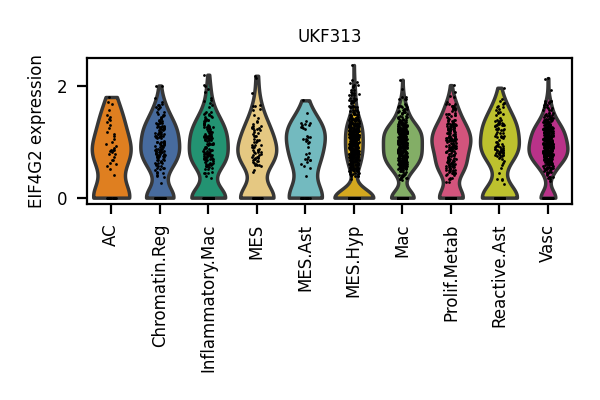 UKF313
EIF4G2 expression
2
0
AC
Chromatin.Reg
Inflammatory.Mac
MES
MES.Ast
MES.Hyp
Mac
Prolif.Metab
Reactive.Ast
Vasc